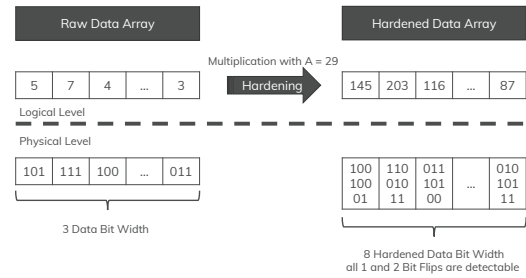 Raw Data Array
Hardened Data Array
Multiplication with A = 29
5 7 4 ... 3
Hardening
145 203 116 ... 87
Logical Level
Physical Level
101 111 100 ... 011
100 110 011 ... 010
100 010 101 101
01 11 00 11
3 Data Bit Width
8 Hardened Data Bit Width
all 1 and 2 Bit Flips are detectable